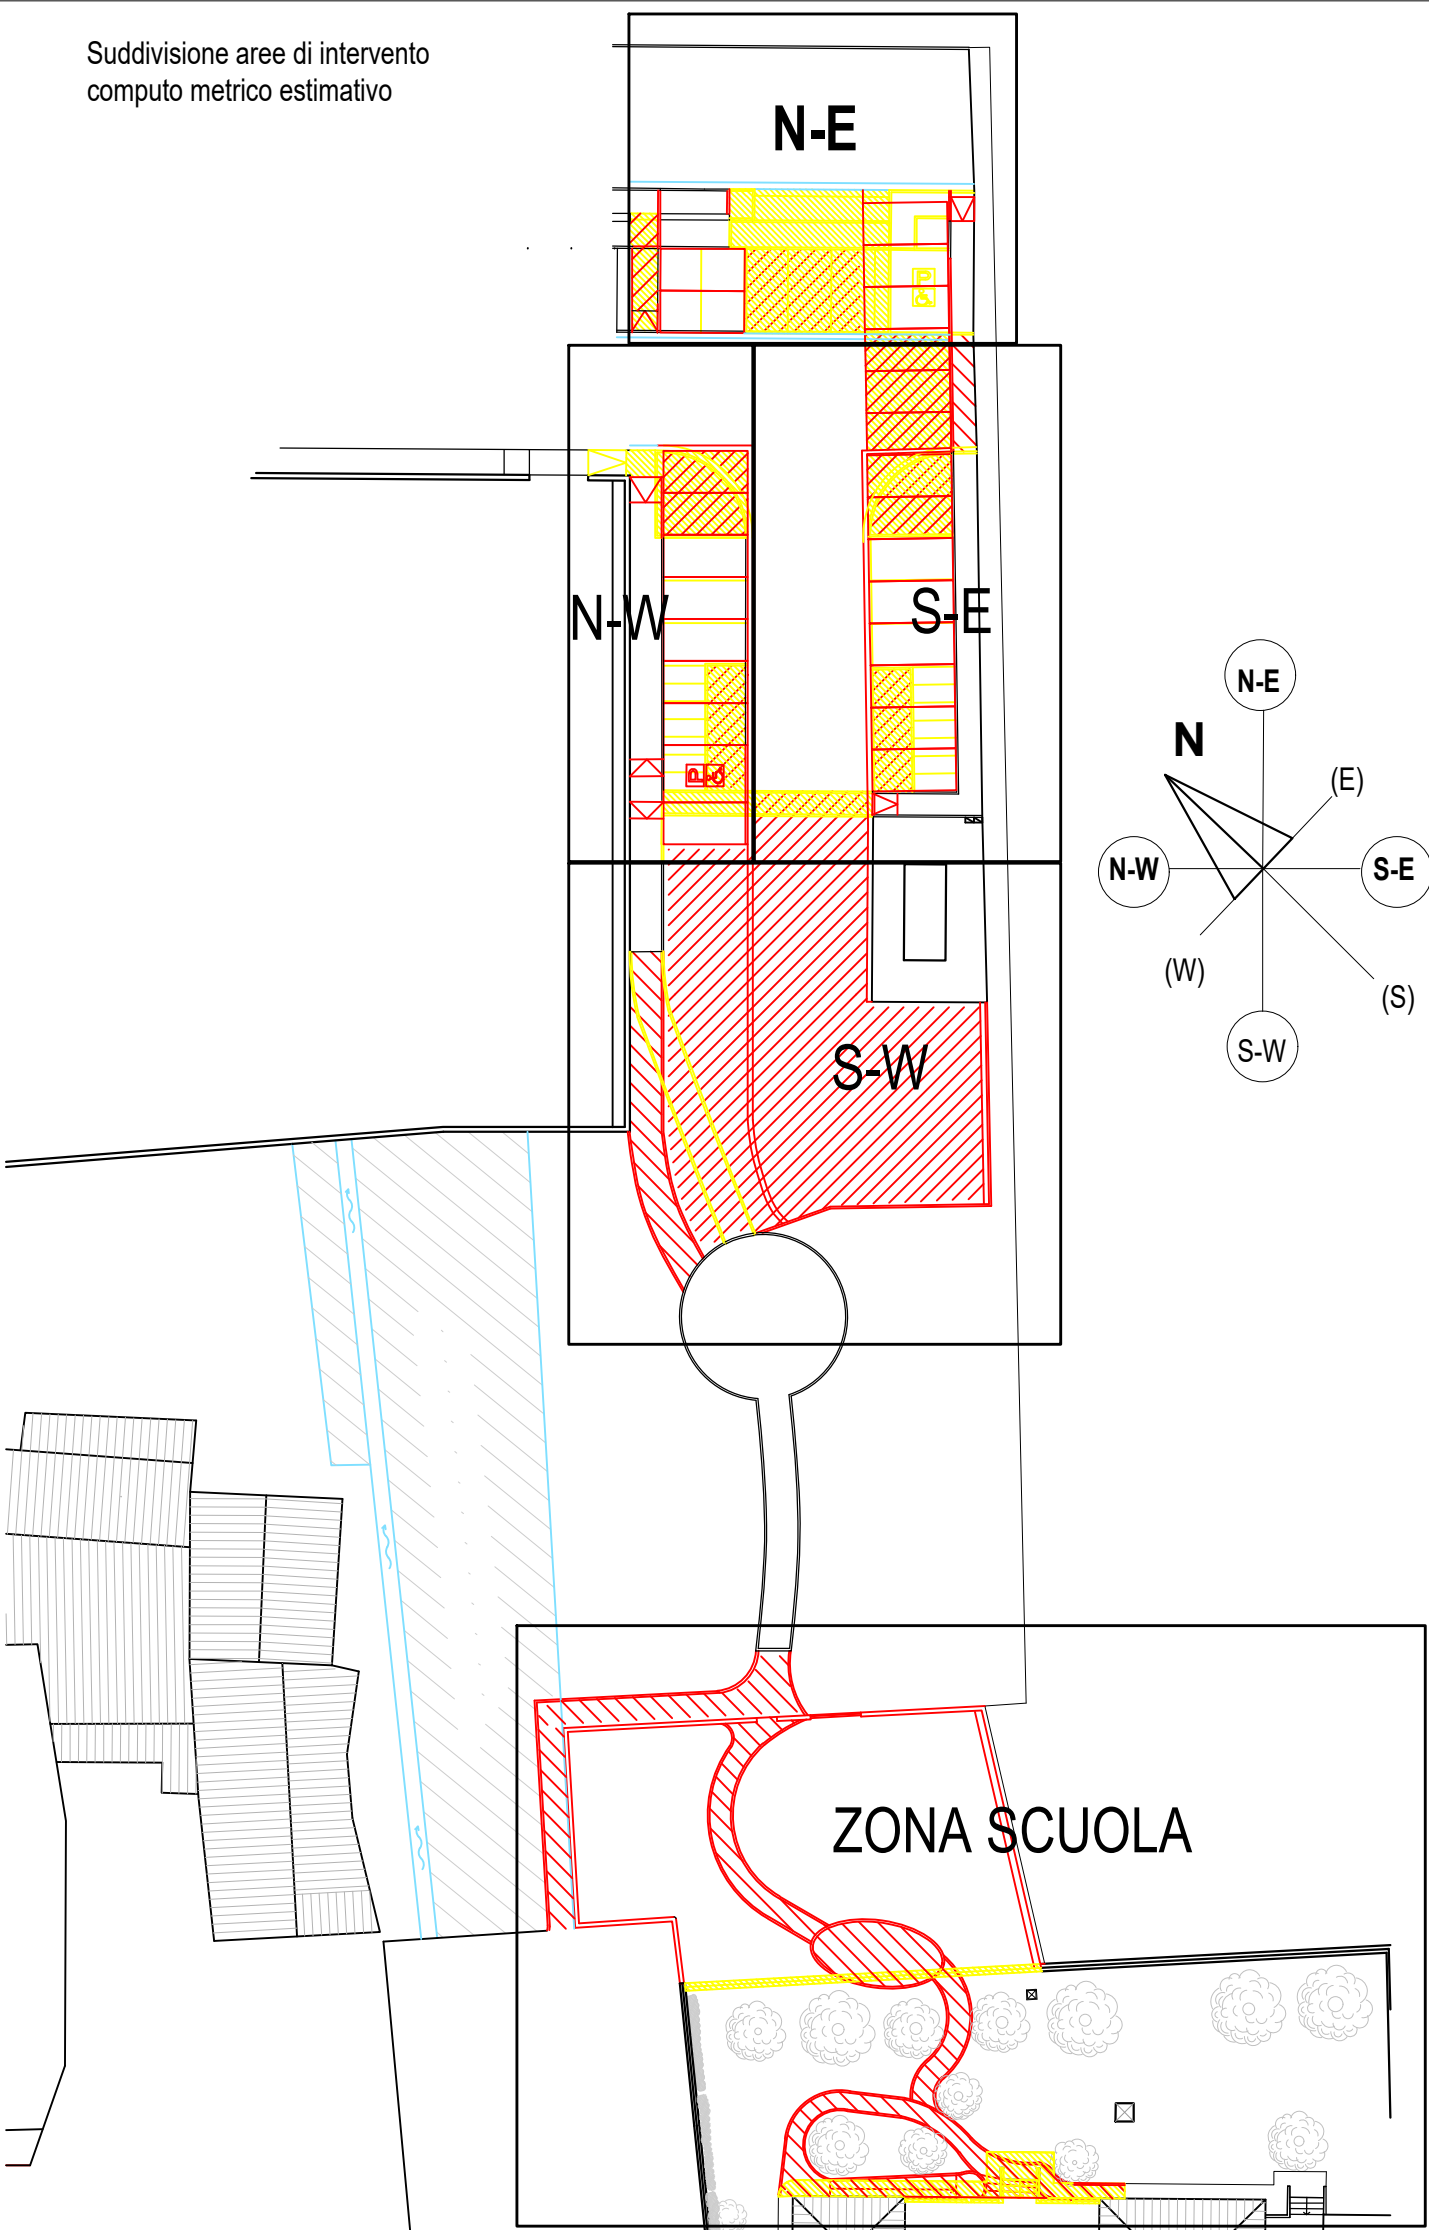 Suddivisione aree di intervento
computo metrico estimativo
N-E
P
N-W
S-E
P
N-E
N
(E)
N-W
S-E
(W)
(S)
S-W
S-W
ZONA SCUOLA